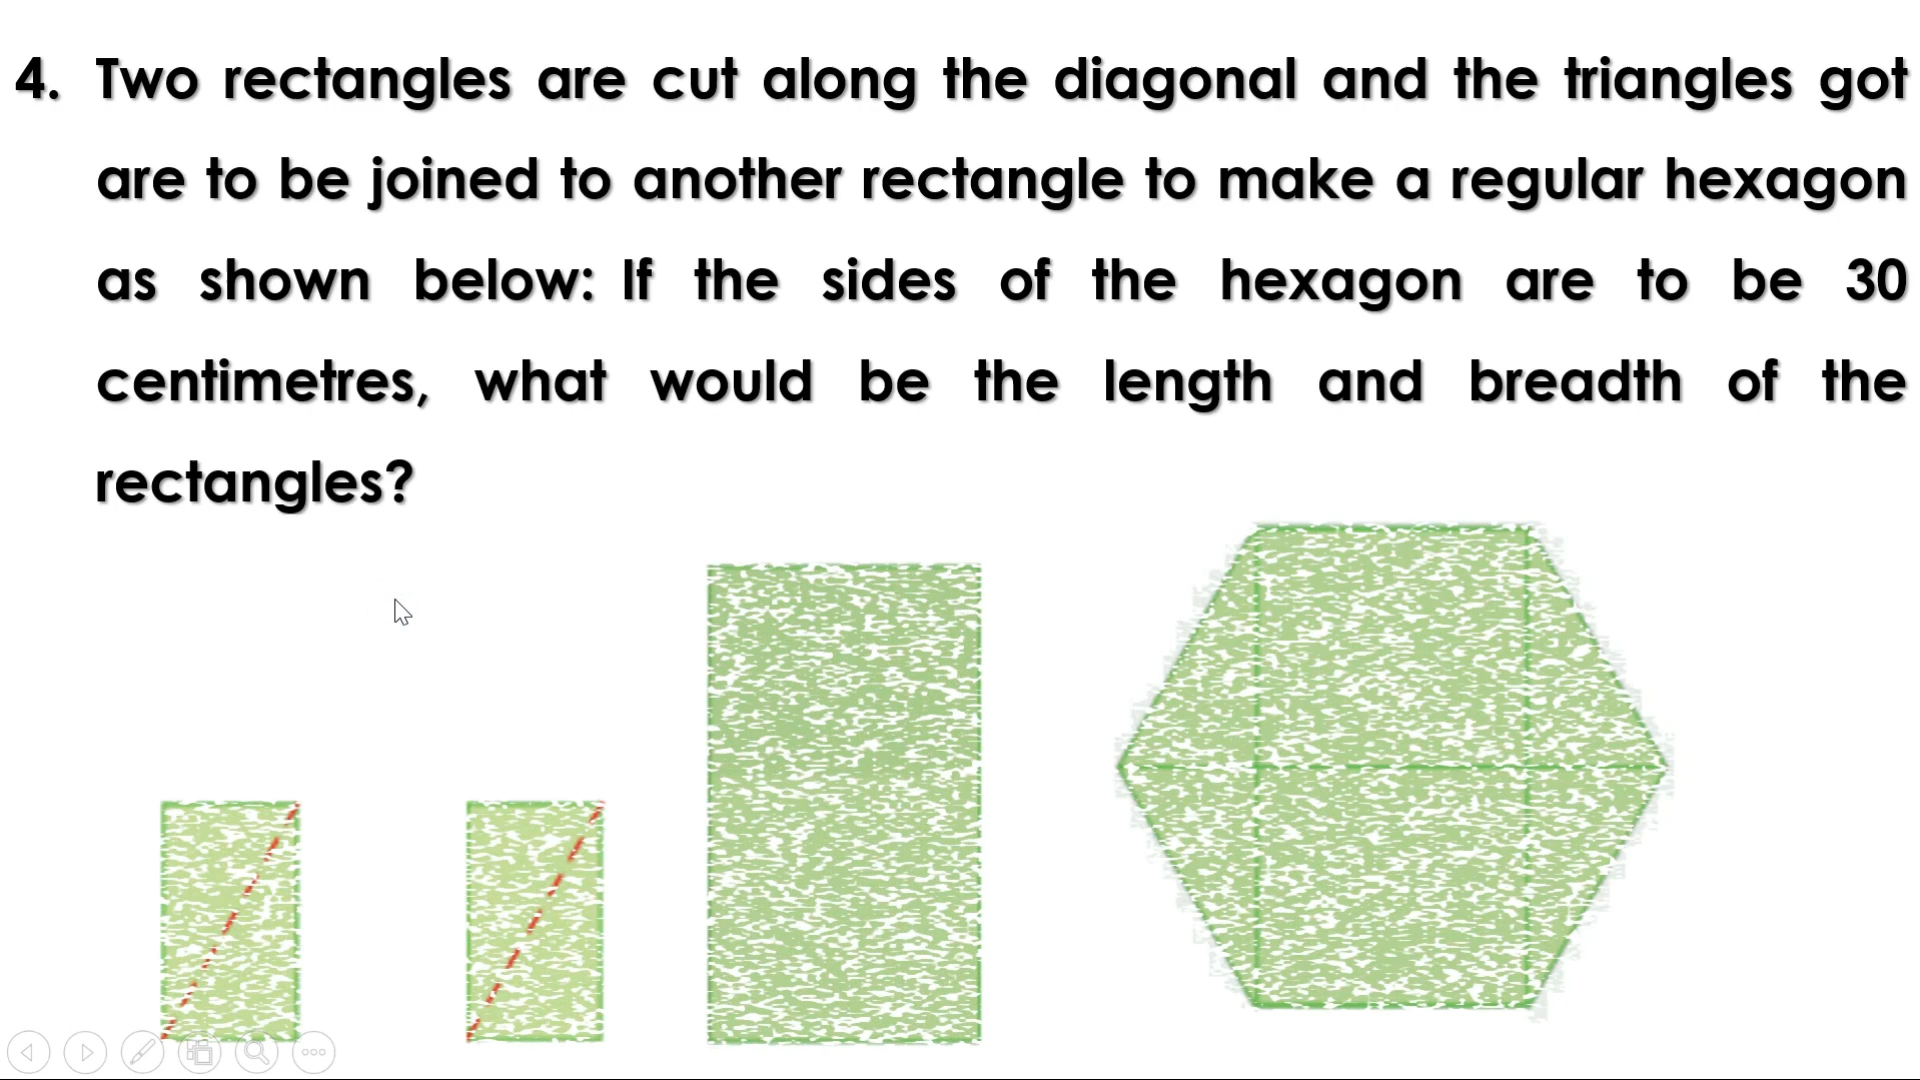 4. Two rectangles are cut along the diagonal and the triangles got
are to be joined to another rectangle to make a regular hexagon
as shown below: If the sides of the hexagon are to be 30
centimetres, what would be the length and breadth of the
rectangles?